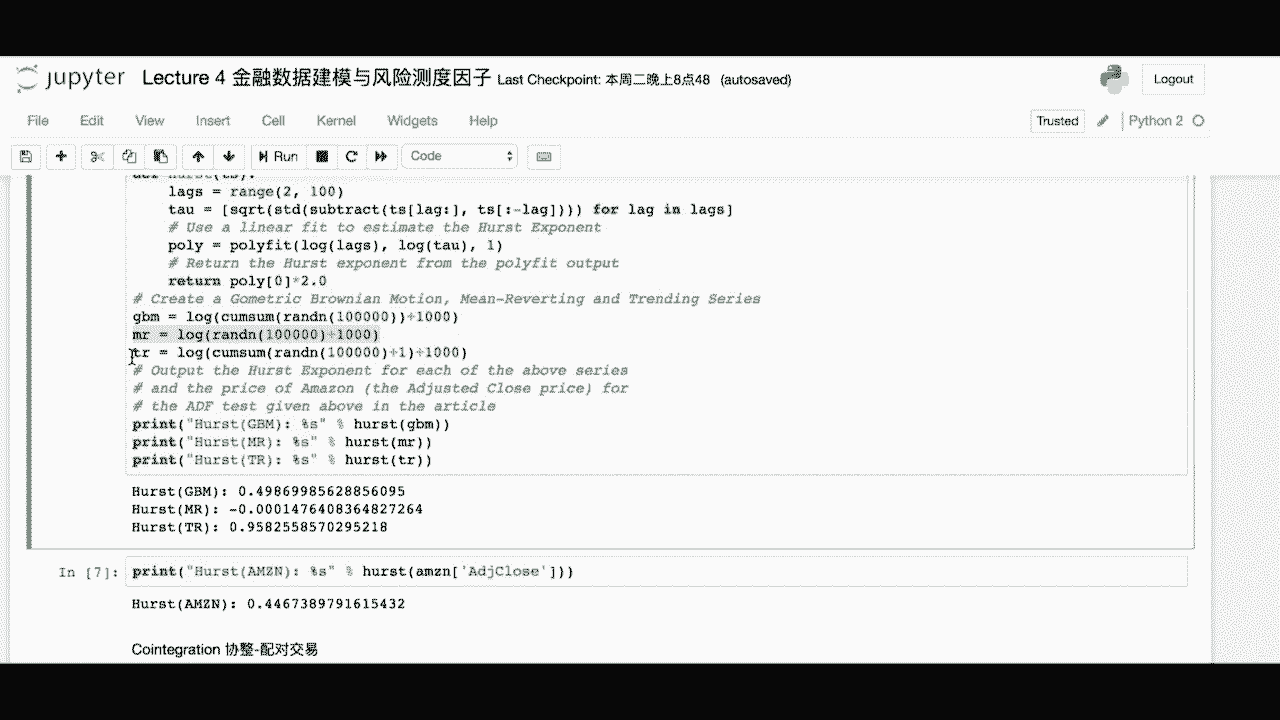 jupyter Lecture 4 金融数据建模与风险测度因子 Last Checkpoint: 本周二晚上8点48 (autosaved) Logout
File Edit View Insert Cell Kernel Widgets Help Trusted Python 2
Run Code
def hurst(ts):
lags = range(2, 100)
tau = [sqrt(std(subtract(ts[lag:], ts[:-lag]))) for lag in lags]
# Use a linear fit to estimate the Hurst Exponent
poly = polyfit(log(lags), log(tau), 1)
# Return the Hurst exponent from the polyfit output
return poly[0]*2.0
# Create a Gometric Brownian Motion, Mean-Reverting and Trending Series
gbm = log(cumsum(randn(100000))+1000)
mr = log(randn(100000)+1000)
tr = log(cumsum(randn(100000)+1)+1000)
# Output the Hurst Exponent for each of the above series
# and the price of Amazon (the Adjusted Close price) for
# the ADF test given above in the article
print("Hurst(GBM): %s" % hurst(gbm))
print("Hurst(MR): %s" % hurst(mr))
print("Hurst(TR): %s" % hurst(tr))
Hurst(GBM): 0.49869985628856095
Hurst(MR): -0.0001476408364827264
Hurst(TR): 0.9582558570295218
In [7]: print("Hurst(AMZN): %s" % hurst(amzn['AdjClose']))
Hurst(AMZN): 0.4467389791615432
Cointegration 协整-配对交易